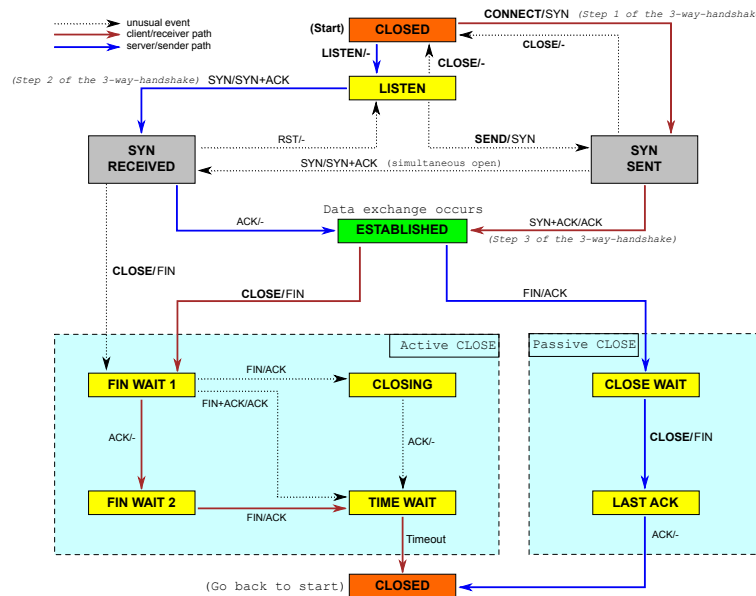 unusual event
client/receiver path
server/sender path
(Start)
CLOSED
CONNECT/SYN
(Step 1 of the 3-way-handshake)
LISTEN/-
CLOSE/-
CLOSE/-
(Step 2 of the 3-way-handshake)
SYN/SYN+ACK
LISTEN
SYN
RECEIVED
RST/-
SEND/SYN
SYN
SENT
SYN/SYN+ACK (simultaneous open)
Data exchange occurs
ACK/-
ESTABLISHED
SYN+ACK/ACK
(Step 3 of the 3-way-handshake)
CLOSE/FIN
CLOSE/FIN
FIN/ACK
Active CLOSE
Passive CLOSE
FIN WAIT 1
FIN/ACK
CLOSING
CLOSE WAIT
FIN+ACK/ACK
ACK/-
ACK/-
CLOSE/FIN
FIN WAIT 2
FIN/ACK
TIME WAIT
LAST ACK
Timeout
ACK/-
(Go back to start)
CLOSED